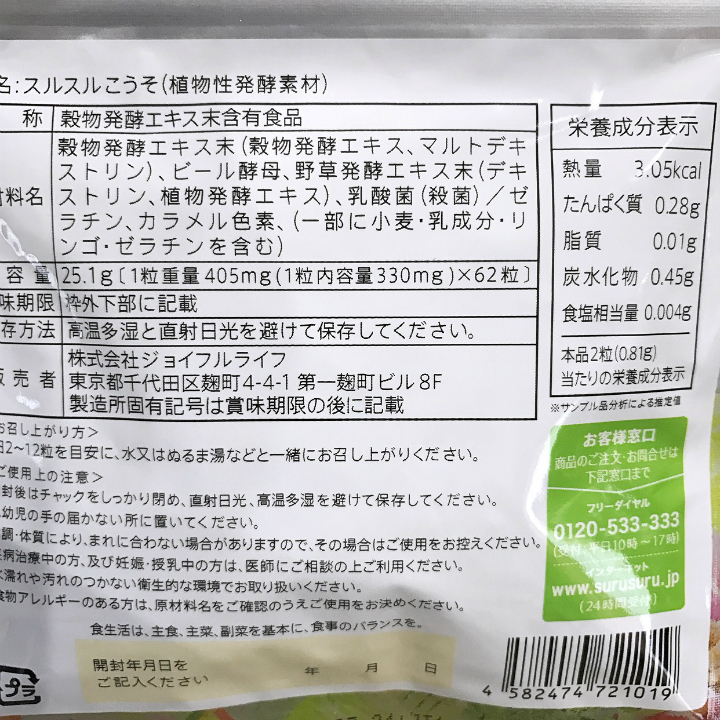 名:スルスルこうそ(植物性発酵素材)
称 穀物発酵エキス末含有食品
材料名 穀物発酵エキス末(穀物発酵エキス、マルトデキ
ストリン)、ビール酵母、野草発酵エキス末(デキ
ストリン、植物発酵エキス)、乳酸菌(殺菌)/ゼ
ラチン、カラメル色素、(一部に小麦・乳成分・リ
ンゴ・ゼラチンを含む)
容量 25.1g〔1粒重量405mg(1粒内容量330mg)×62粒〕
味期限 枠外下部に記載
存方法 高温多湿と直射日光を避けて保存してください。
販売者 株式会社ジョイフルライフ
東京都千代田区麹町4-4-1 第一麹町ビル8F
製造所固有記号は賞味期限の後に記載
お召し上がり方>
日2~12粒を目安に、水又はぬるま湯などと一緒にお召し上がりください。
ご使用上の注意>
封後はチャックをしっかり閉め、直射日光、高温多湿を避けて保存してください。
幼児の手の届かない所に置いてください。
調・体質により、まれに合わない場合がありますので、その場合はご使用をお控えください。
病治療中の方、及び妊娠・授乳中の方は、医師にご相談の上ご利用ください。
濡れや汚れのつかない衛生的な環境でお取り扱いください。
食物アレルギーのある方は、原材料名をご確認のうえご使用をお決めください。
食生活は、主食、主菜、副菜を基本に、食事のバランスを。
開封年月日を
ご記入ください
年 月 日
プラ
栄養成分表示
熱量 3.05kcal
たんぱく質 0.28g
脂質 0.01g
炭水化物 0.45g
食塩相当量 0.004g
本品2粒(0.81g)
当たりの栄養成分表示
※サンプル品分析による推定値
お客様窓口
商品のご注文・お問合せは
下記窓口まで
フリーダイヤル
0120-533-333
(受付:平日10時~17時)
インターネット
www.surusuru.jp
(24時間受付)
4 582474 721019